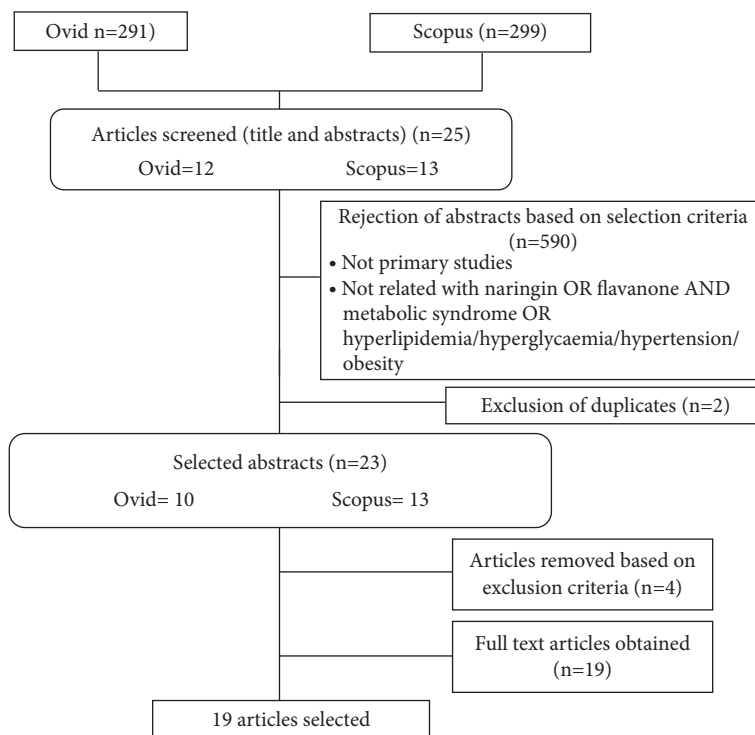 Ovid n=291)
Scopus (n=299)
Articles screened (title and abstracts) (n=25)
Ovid=12 Scopus=13
Rejection of abstracts based on selection criteria
(n=590)
• Not primary studies
• Not related with naringin OR flavanone AND
metabolic syndrome OR
hyperlipidemia/hyperglycaemia/hypertension/
obesity
Exclusion of duplicates (n=2)
Selected abstracts (n=23)
Ovid= 10 Scopus= 13
Articles removed based on
exclusion criteria (n=4)
Full text articles obtained
(n=19)
19 articles selected